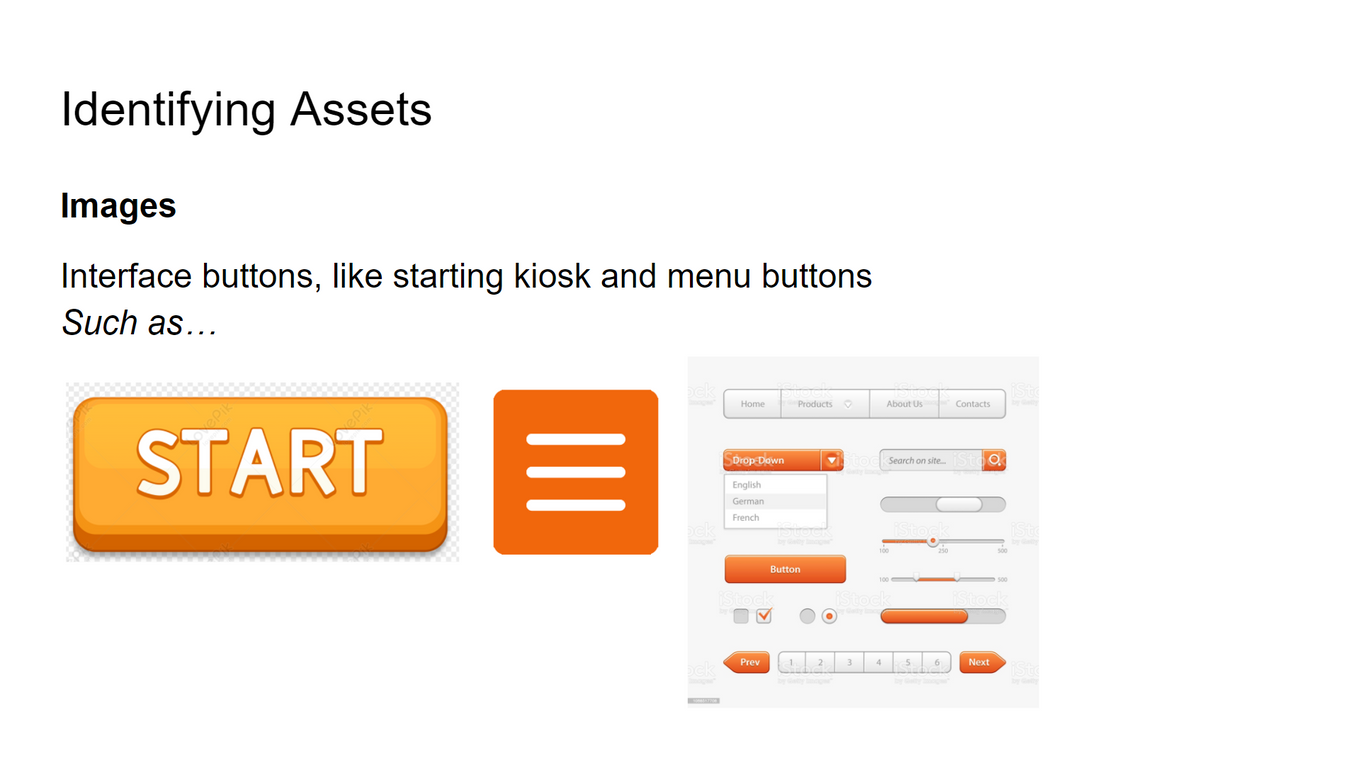 Identifying Assets
Images
Interface buttons, like starting kiosk and menu buttons
Such as…
START
Home Products About Us Contacts
Drop-Down Search on site...
English
German
French
100 250 500
Button
100 500
Prev 1 2 3 4 5 6 Next
iStock
by Getty Images